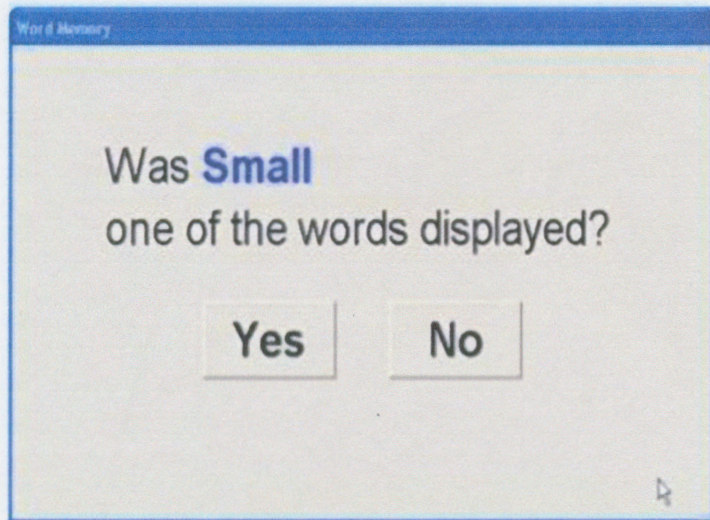 Word Memory
Was Small
one of the words displayed?
Yes
No